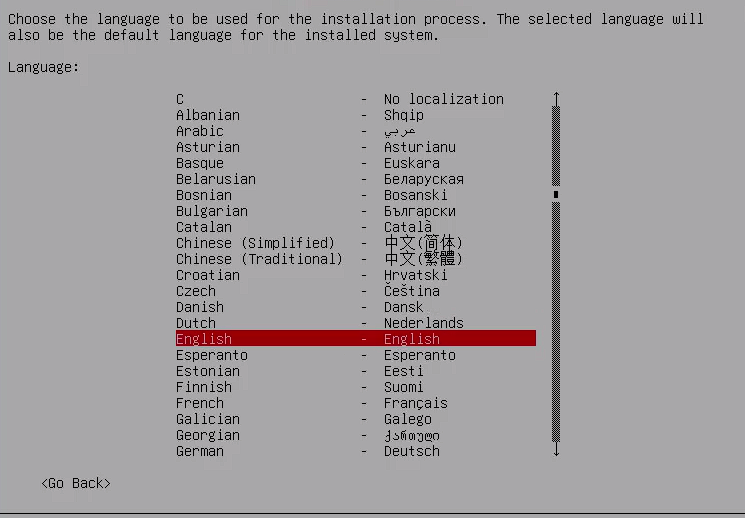 Choose the language to be used for the installation process. The selected language will
also be the default language for the installed system.
Language:
C - No localization
Albanian - Shqip
Arabic - عربي
Asturian - Asturianu
Basque - Euskara
Belarusian - Беларуская
Bosnian - Bosanski
Bulgarian - Български
Catalan - Català
Chinese (Simplified) - 中文(简体)
Chinese (Traditional) - 中文(繁體)
Croatian - Hrvatski
Czech - Čeština
Danish - Dansk
Dutch - Nederlands
English - English
Esperanto - Esperanto
Estonian - Eesti
Finnish - Suomi
French - Français
Galician - Galego
Georgian - ქართული
German - Deutsch
<Go Back>